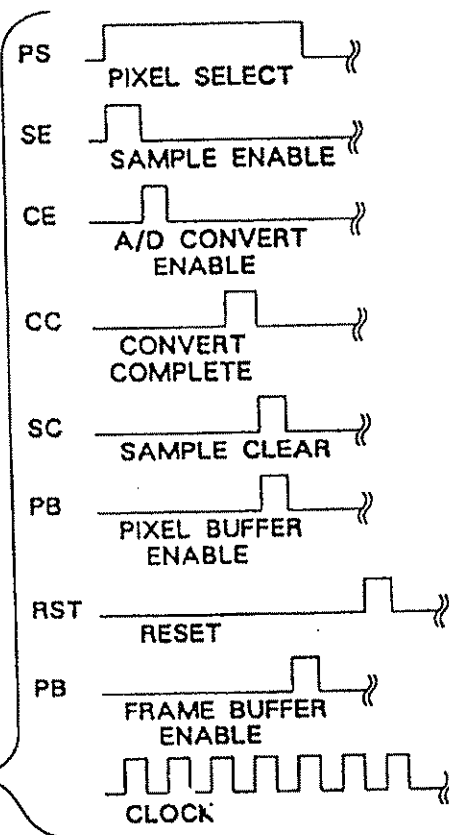 PS
PIXEL SELECT
SE
SAMPLE ENABLE
CE
A/D CONVERT
ENABLE
CC
CONVERT
COMPLETE
SC
SAMPLE CLEAR
PB
PIXEL BUFFER
ENABLE
RST
RESET
PB
FRAME BUFFER
ENABLE
CLOCK